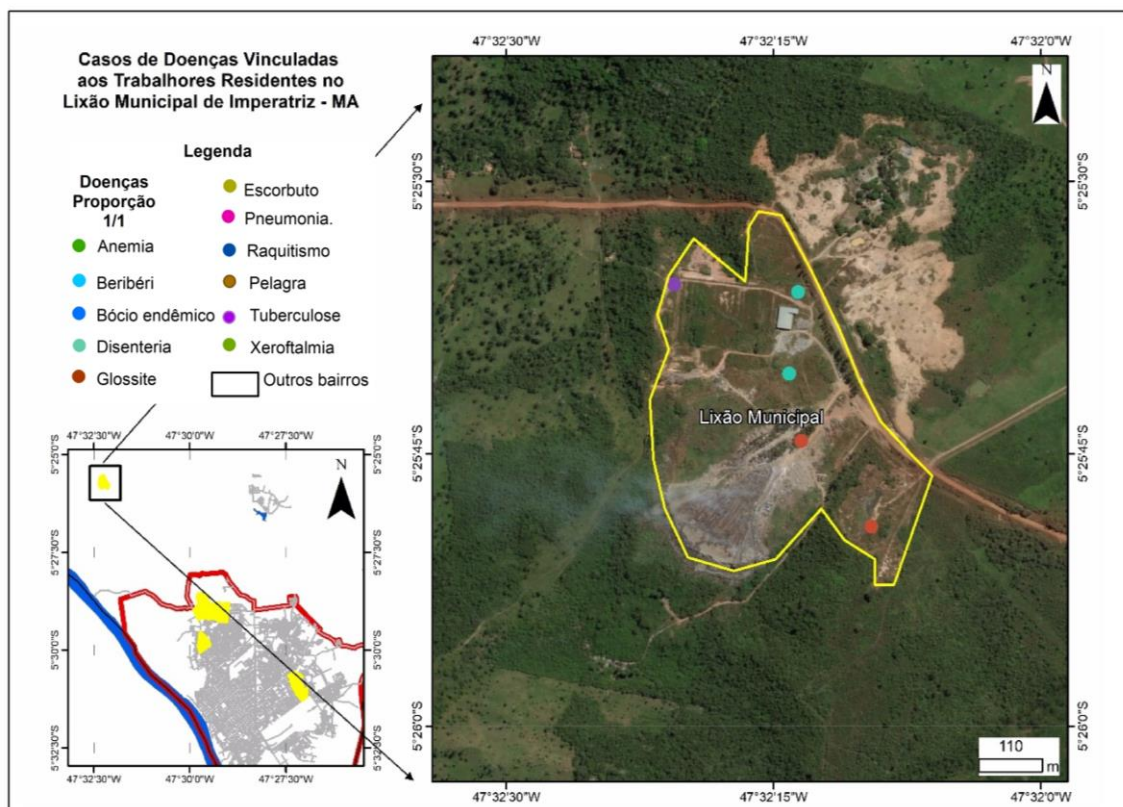 Casos de Doenças Vinculadas
aos Trabalhores Residentes no
Lixão Municipal de Imperatriz - MA
Legenda
Doenças
Proporção
1/1
Anemia
Beribéri
Bócio endêmico
Disenteria
Glossite
Escorbuto
Pneumonia.
Raquitismo
Pelagra
Tuberculose
Xeroftalmia
Outros bairros
47°32'30"W 47°30'0"W 47°27'30"W
5°25'0"S
5°27'30"S
5°30'0"S
5°32'30"S
N
5°25'0"S
5°27'30"S
5°30'0"S
5°32'30"S
47°32'30"W 47°30'0"W 47°27'30"W
47°32'30"W 47°32'15"W 47°32'0"W
N
5°25'30"S
5°25'45"S
5°26'0"S
Lixão Municipal
5°25'30"S
5°25'45"S
5°26'0"S
110
m
47°32'30"W 47°32'15"W 47°32'0"W